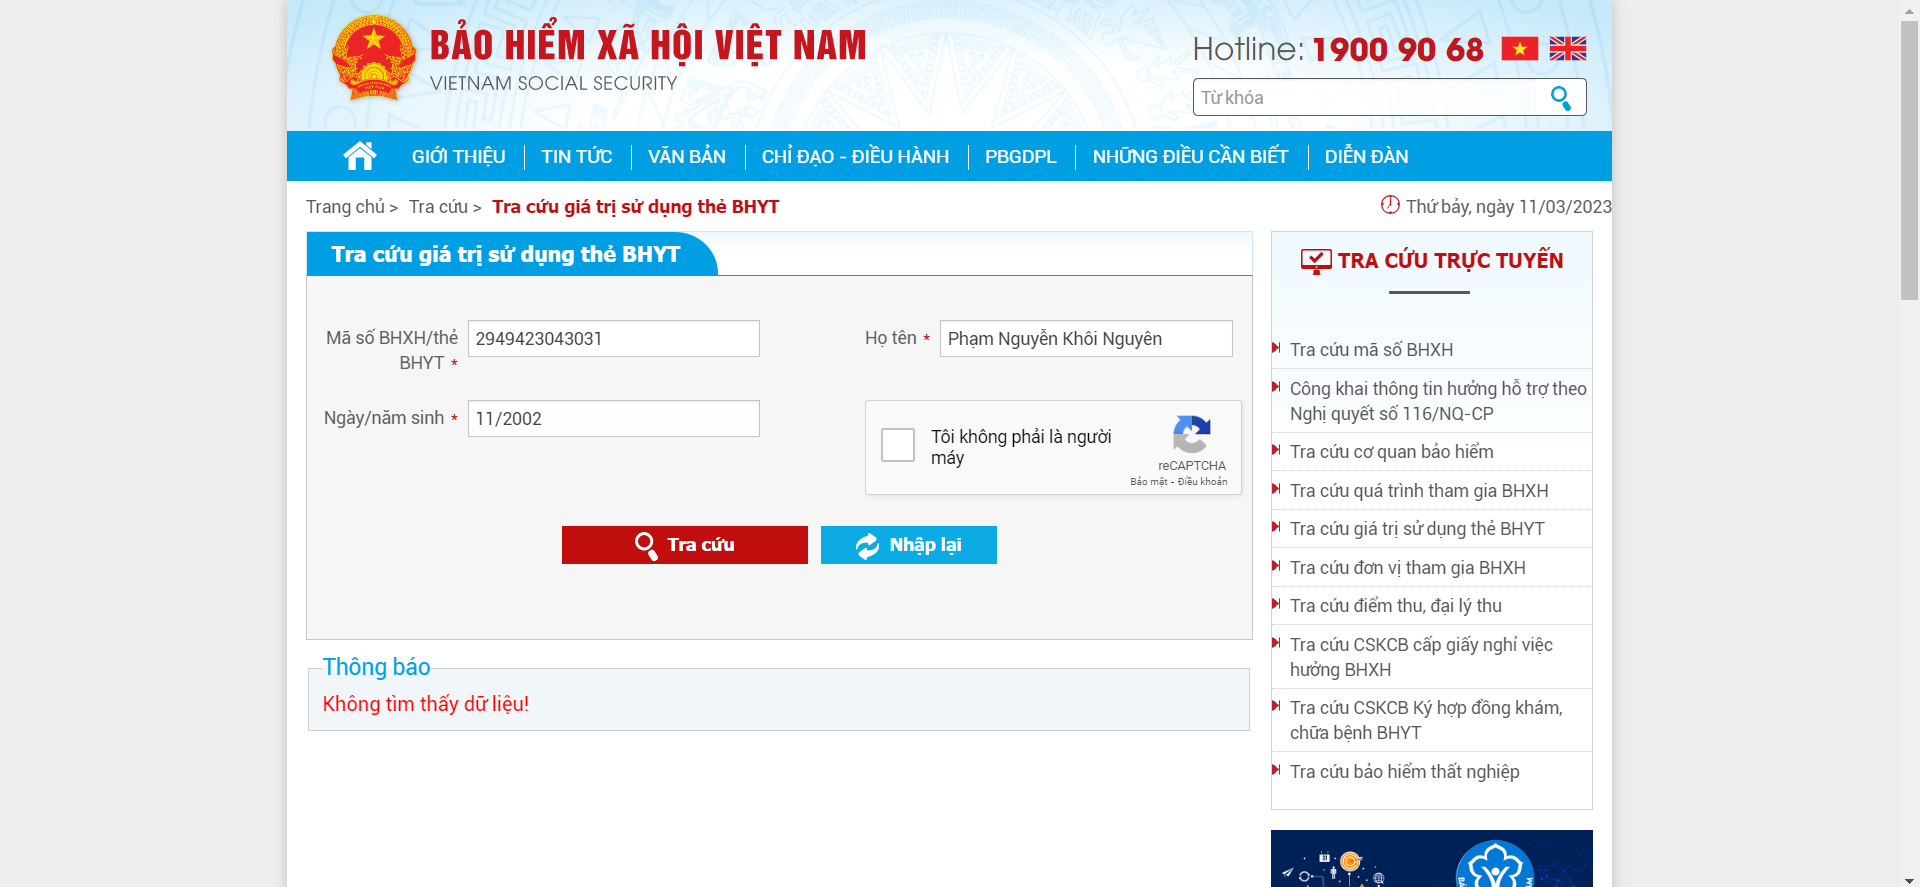 BẢO HIỂM XÃ HỘI VIỆT NAM
VIETNAM SOCIAL SECURITY
Hotline: 1900 90 68
Từ khóa
GIỚI THIỆU
TIN TỨC
VĂN BẢN
CHỈ ĐẠO - ĐIỀU HÀNH
PBGDPL
NHỮNG ĐIỀU CẦN BIẾT
DIỄN ĐÀN
Trang chủ > Tra cứu > Tra cứu giá trị sử dụng thẻ BHYT
Thứ bảy, ngày 11/03/2023
Tra cứu giá trị sử dụng thẻ BHYT
Mã số BHXH/thẻ
BHYT *
2949423043031
Họ tên *
Phạm Nguyễn Khôi Nguyên
Ngày/năm sinh *
11/2002
Tôi không phải là người
máy
reCAPTCHA
Bảo mật - Điều khoản
Tra cứu
Nhập lại
Thông báo
Không tìm thấy dữ liệu!
TRA CỨU TRỰC TUYẾN
Tra cứu mã số BHXH
Công khai thông tin hưởng hỗ trợ theo
Nghị quyết số 116/NQ-CP
Tra cứu cơ quan bảo hiểm
Tra cứu quá trình tham gia BHXH
Tra cứu giá trị sử dụng thẻ BHYT
Tra cứu đơn vị tham gia BHXH
Tra cứu điểm thu, đại lý thu
Tra cứu CSKCB cấp giấy nghỉ việc
hưởng BHXH
Tra cứu CSKCB Ký hợp đồng khám,
chữa bệnh BHYT
Tra cứu bảo hiểm thất nghiệp